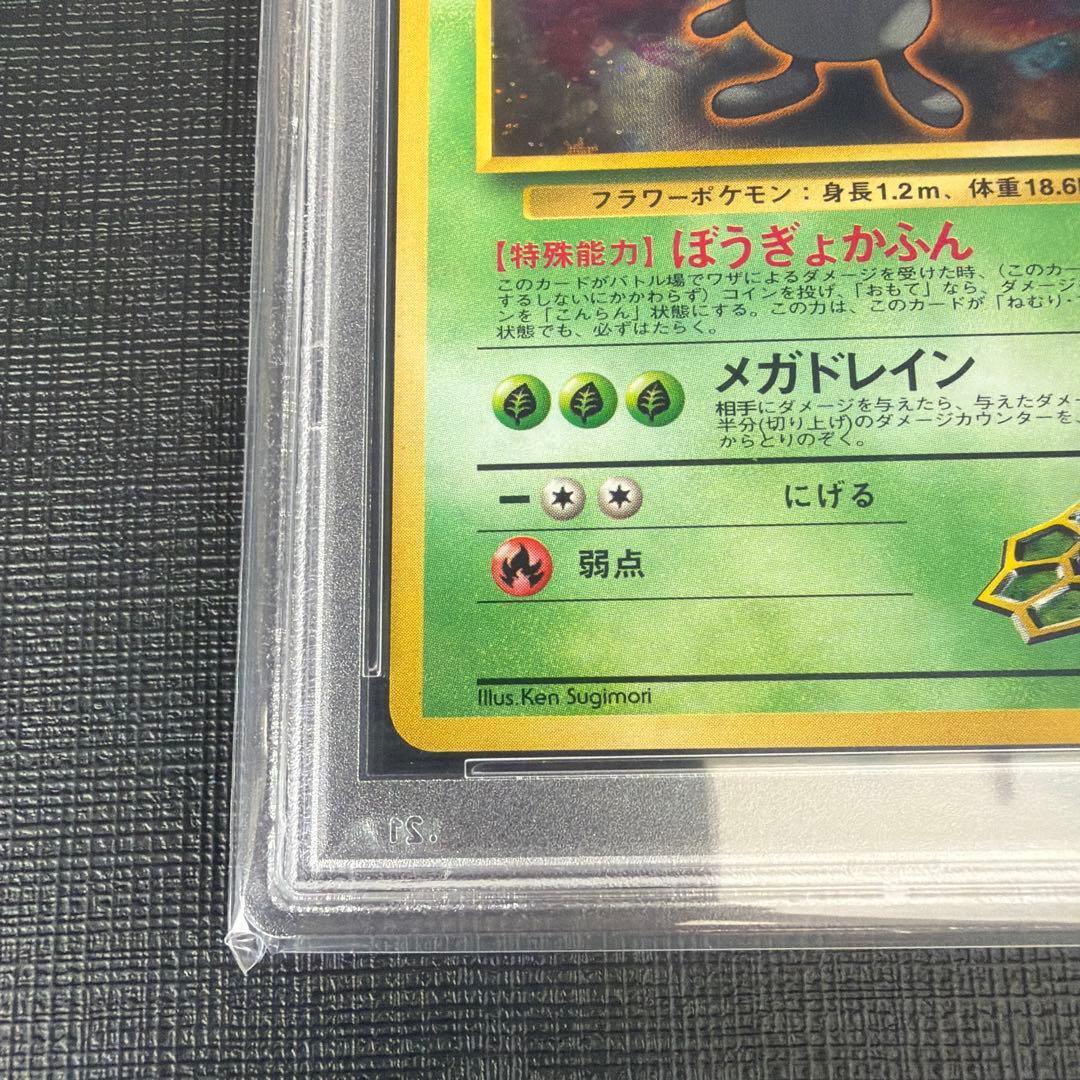 フラワーポケモン：身長1.2m、体重18.6
【特殊能力】ぼうぎょかふん
このカードがバトル場でワザによるダメージを受けた時、（このカー
するしないにかかわらず）コインを投げ、「おもて」なら、ダメージ
ンを「こんらん」状態にする。この力は、このカードが「ねむり・
状態でも、必ずはたらく。
メガドレイン
相手にダメージを与えたら、与えたダメー
半分(切り上げ)のダメージカウンターを、
からとりのぞく。
ー にげる
弱点
Illus.Ken Sugimori